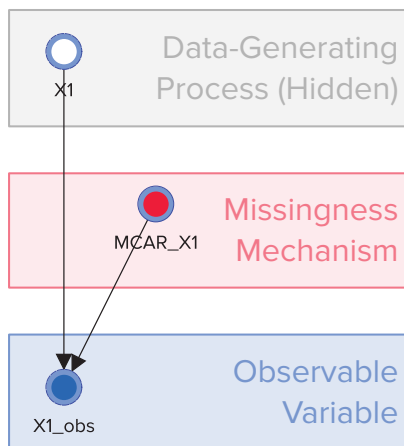 Data-Generating
Process (Hidden)
X1
Missingness
Mechanism
MCAR_X1
Observable
Variable
X1_obs